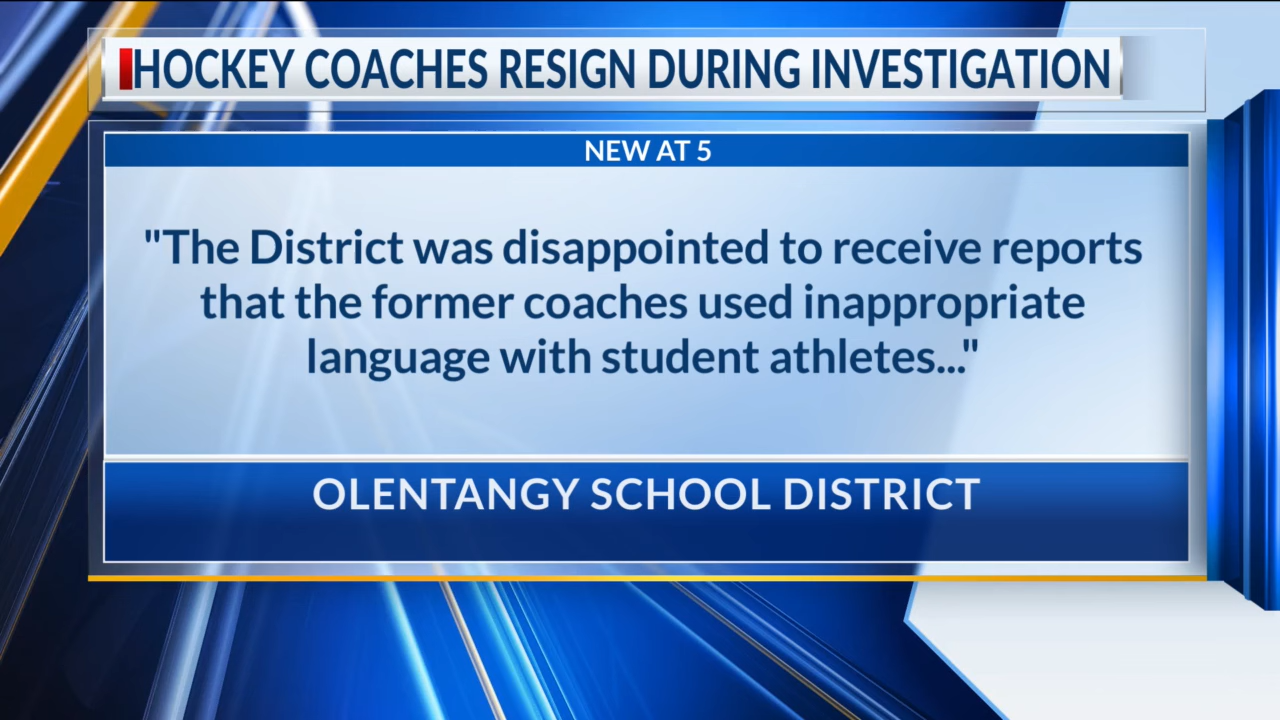 HOCKEY COACHES RESIGN DURING INVESTIGATION
NEW AT 5
"The District was disappointed to receive reports
that the former coaches used inappropriate
language with student athletes..."
OLENTANGY SCHOOL DISTRICT